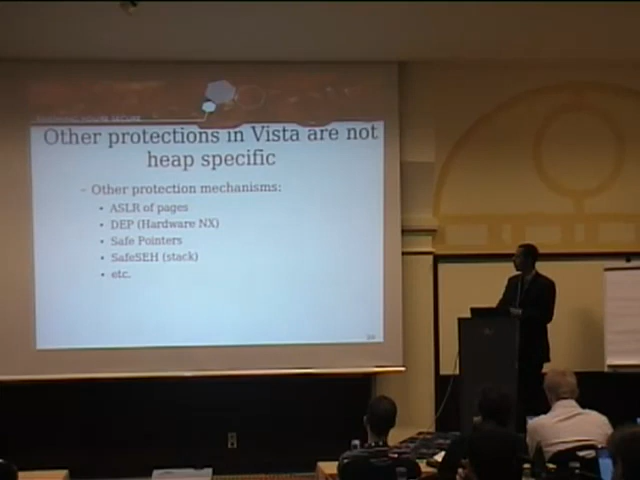 Other protections in Vista are not
heap specific
– Other protection mechanisms:
• ASLR of pages
• DEP (Hardware NX)
• Safe Pointers
• SafeSEH (stack)
• etc.